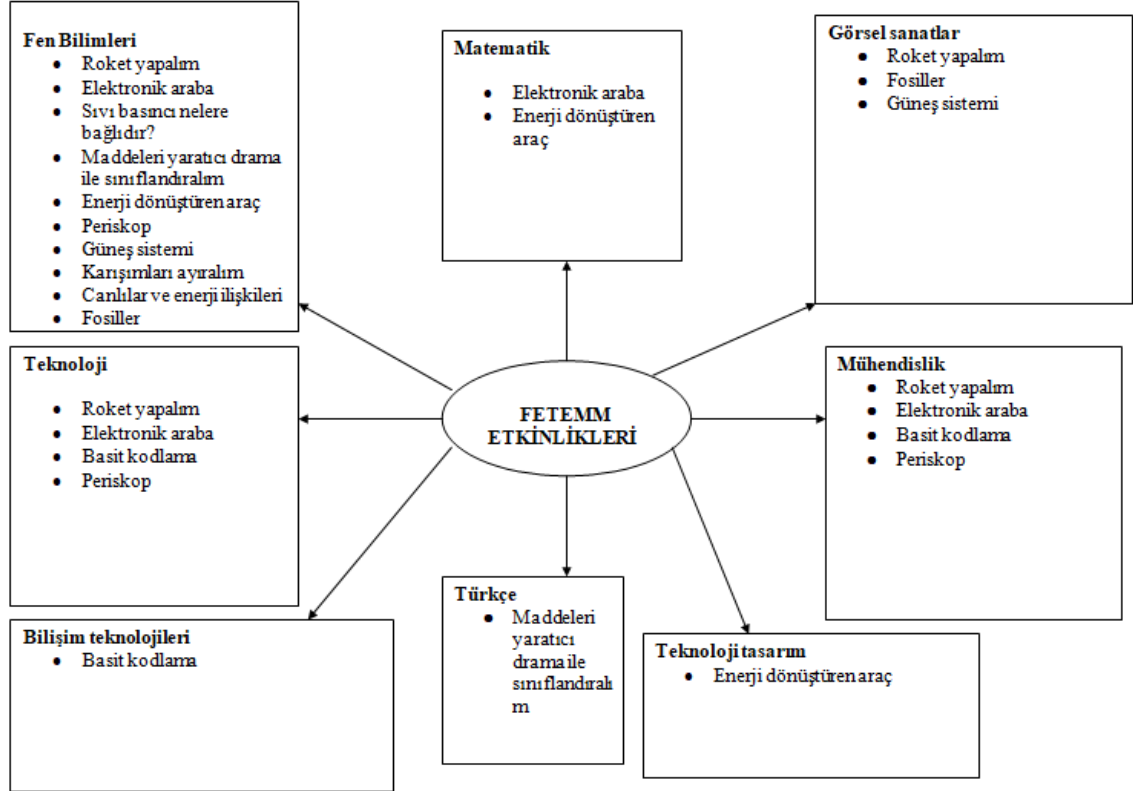 Fen Bilimleri
• Roket yapalım
• Elektronik araba
• Sıvı basıncı nelere
bağlıdır?
• Maddeleri yaratıcı drama
ile sınıflandıralım
• Enerji dönüştüren araç
• Periskop
• Güneş sistemi
• Karışımları ayıralım
• Canlılar ve enerji ilişkileri
• Fosiller
Matematik
• Elektronik araba
• Enerji dönüştüren
araç
Görsel sanatlar
• Roket yapalım
• Fosiller
• Güneş sistemi
Teknoloji
• Roket yapalım
• Elektronik araba
• Basit kodlama
• Periskop
FETEMM
ETKİNLİKLERİ
Mühendislik
• Roket yapalım
• Elektronik araba
• Basit kodlama
• Periskop
Bilişim teknolojileri
• Basit kodlama
Türkçe
• Maddeleri
yaratıcı
drama ile
sınıflandıralı
m
Teknoloji tasarım
• Enerji dönüştüren araç